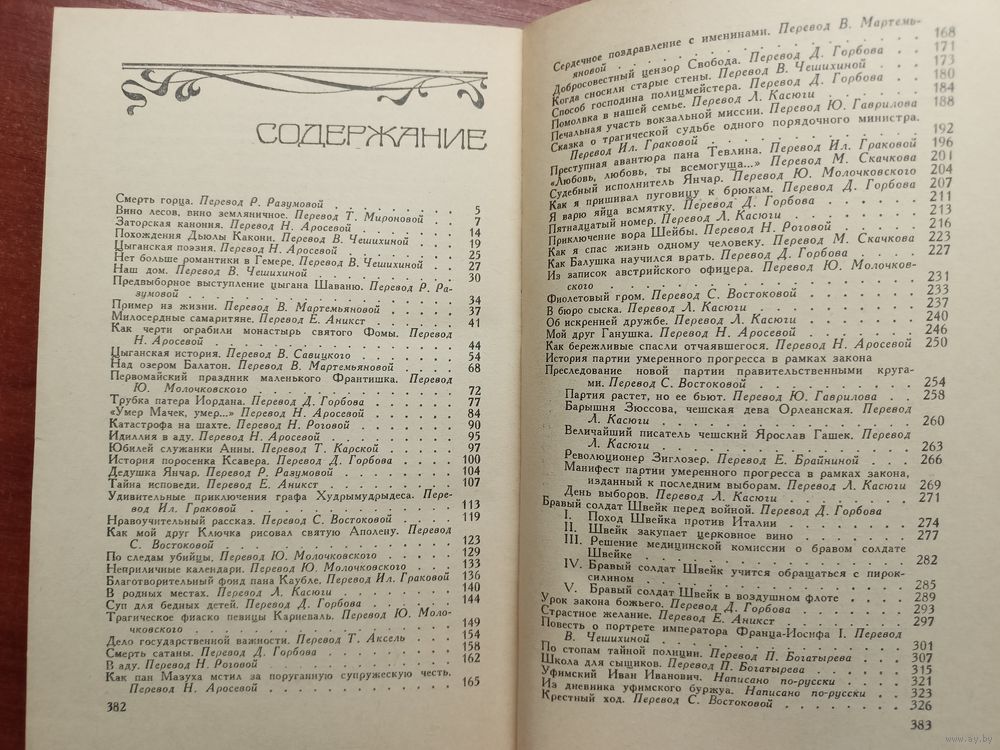 СОДЕРЖАНИЕ
Смерть горца. Перевод Р. Разумовой . . . . . . 5
Вино лесов, вино земляничное. Перевод Т. Мироновой . . 7
Заторская канония. Перевод Н. Аросевой . . . . . 14
Похождения Дьюлы Какони. Перевод В. Чешихиной . . . 19
Цыганская поэзия. Перевод Н. Аросевой . . . . . 25
Нет больше романтики в Гемере. Перевод В. Чешихиной . . 27
Наш дом. Перевод В. Чешихиной . . . . . . . 30
Предвыборное выступление цыгана Шаваню. Перевод Р. Ра-
зумовой . . . . . . . . . . . . 34
Пример из жизни. Перевод В. Мартемьяновой . . . . 37
Милосердные самаритяне. Перевод Е. Аникст . . . . 41
Как черти ограбили монастырь святого Фомы. Перевод
Н. Аросевой . . . . . . . . . . . 44
Цыганская история. Перевод В. Савицкого . . . . . 54
Над озером Балатон. Перевод В. Мартемьяновой . . . . 68
Первомайский праздник маленького Франтишка. Перевод
Ю. Молочковского . . . . . . . . . . 72
Трубка патера Иордана. Перевод Д. Горбова . . . . 77
«Умер Мачек, умер...» Перевод Н. Аросевой . . . . 84
Катастрофа на шахте. Перевод Н. Роговой . . . . . 90
Идиллия в аду. Перевод Н. Аросевой . . . . . . 95
Юбилей служанки Анны. Перевод Т. Карской . . . . 97
История поросенка Ксавера. Перевод Д. Горбова . . . 100
Дедушка Янчар. Перевод Р. Разумовой . . . . . . 104
Тайна исповеди. Перевод Е. Аникст . . . . . . 107
Удивительные приключения графа Худрымудрыдеса. Пере-
вод Ил. Граковой . . . . . . . . . . 113
Нравоучительный рассказ. Перевод С. Востоковой . . . 119
Как мой друг Ключка рисовал святую Аполену. Перевод
С. Востоковой . . . . . . . . . . . 123
По следам убийцы. Перевод Ю. Молочковского . . . . 129
Неприличные календари. Перевод Ю. Молочковского . . . 133
Благотворительный фонд пана Каубле. Перевод Ил. Граковой 136
В родных местах. Перевод Л. Касюги . . . . . . 140
Суп для бедных детей. Перевод Д. Горбова . . . . 144
Трагическое фиаско певицы Карневаль. Перевод Ю. Моло-
чковского . . . . . . . . . . . . 149
Дело государственной важности. Перевод Т. Аксель . . . 154
Смерть сатаны. Перевод Д. Горбова . . . . . . 158
В аду. Перевод Н. Роговой . . . . . . . . 162
Как пан Мазуха мстил за поруганную супружескую честь.
Перевод Н. Аросевой . . . . . . . . . 165
382
Сердечное поздравление с именинами. Перевод В. Мартемь-
яновой . . . . . . . . . . . . 168
Добросовестный цензор Свобода. Перевод Д. Горбова . . 171
Когда сносили старые стены. Перевод В. Чешихиной . . 173
Способ господина полицмейстера. Перевод Д. Горбова . . 180
Помолвка в нашей семье. Перевод Л. Касюги . . . . 184
Печальная участь вокзальной миссии. Перевод Ю. Гаврилова 188
Сказка о трагической судьбе одного порядочного министра.
Перевод Ил. Граковой . . . . . . . . . 192
Преступная авантюра пана Тевлина. Перевод Ил. Граковой 196
«Любовь, любовь, ты всемогуща...» Перевод М. Скачкова 201
Судебный исполнитель Янчар. Перевод Ю. Молочковского 204
Как я пришивал пуговицу к брюкам. Перевод Д. Горбова 207
Я варю яйца всмятку. Перевод Д. Горбова . . . . . 211
Пятнадцатый номер. Перевод Л. Касюги . . . . . 213
Приключение вора Шейбы. Перевод Н. Роговой . . . . 216
Как я спас жизнь одному человеку. Перевод М. Скачкова 223
Как Балушка научился врать. Перевод Д. Горбова . . . 227
Из записок австрийского офицера. Перевод Ю. Молочков-
ского . . . . . . . . . . . . . 231
Фиолетовый гром. Перевод С. Востоковой . . . . . 233
В бюро сыска. Перевод Л. Касюги . . . . . . . 237
Об искренней дружбе. Перевод Л. Касюги . . . . . 240
Мой друг Ганушка. Перевод Н. Аросевой . . . . . 246
Как бережливые спасли отчаявшегося. Перевод Н. Аросевой 250
История партии умеренного прогресса в рамках закона
Преследование новой партии правительственными круга-
ми. Перевод С. Востоковой . . . . . . . 254
Партия растет, но ее бьют. Перевод Ю. Гаврилова . . 258
Барышня Зюссова, чешская дева Орлеанская. Перевод
Л. Касюги . . . . . . . . . . . 260
Величайший писатель чешский Ярослав Гашек. Перевод
Л. Касюги . . . . . . . . . . . 263
Революционер Зиглозер. Перевод Е. Брайниной . . . 266
Манифест партии умеренного прогресса в рамках закона,
изданный к последним выборам. Перевод Л. Касюги . 269
День выборов. Перевод Л. Касюги . . . . . . 271
Бравый солдат Швейк перед войной. Перевод Д. Горбова
I. Поход Швейка против Италии . . . . . . 274
II. Швейк закупает церковное вино . . . . . 277
III. Решение медицинской комиссии о бравом солдате
Швейке . . . . . . . . . . . . 282
IV. Бравый солдат Швейк учится обращаться с пирок-
силином . . . . . . . . . . . . 285
V. Бравый солдат Швейк в воздушном флоте . . . 289
Урок закона божьего. Перевод Д. Горбова . . . . . 293
Страстное желание. Перевод Е. Аникст . . . . . . 297
Повесть о портрете императора Франца-Иосифа I. Перевод
В. Чешихиной . . . . . . . . . . . 301
По стопам тайной полиции. Перевод П. Богатырева . . . 307
Школа для сыщиков. Перевод П. Богатырева . . . . 315
Уфимский Иван Иванович. Написано по-русски . . . . 321
Из дневника уфимского буржуа. Написано по-русски . . 323
Крестный ход. Перевод С. Востоковой . . . . . . 326
383
www.ay.by